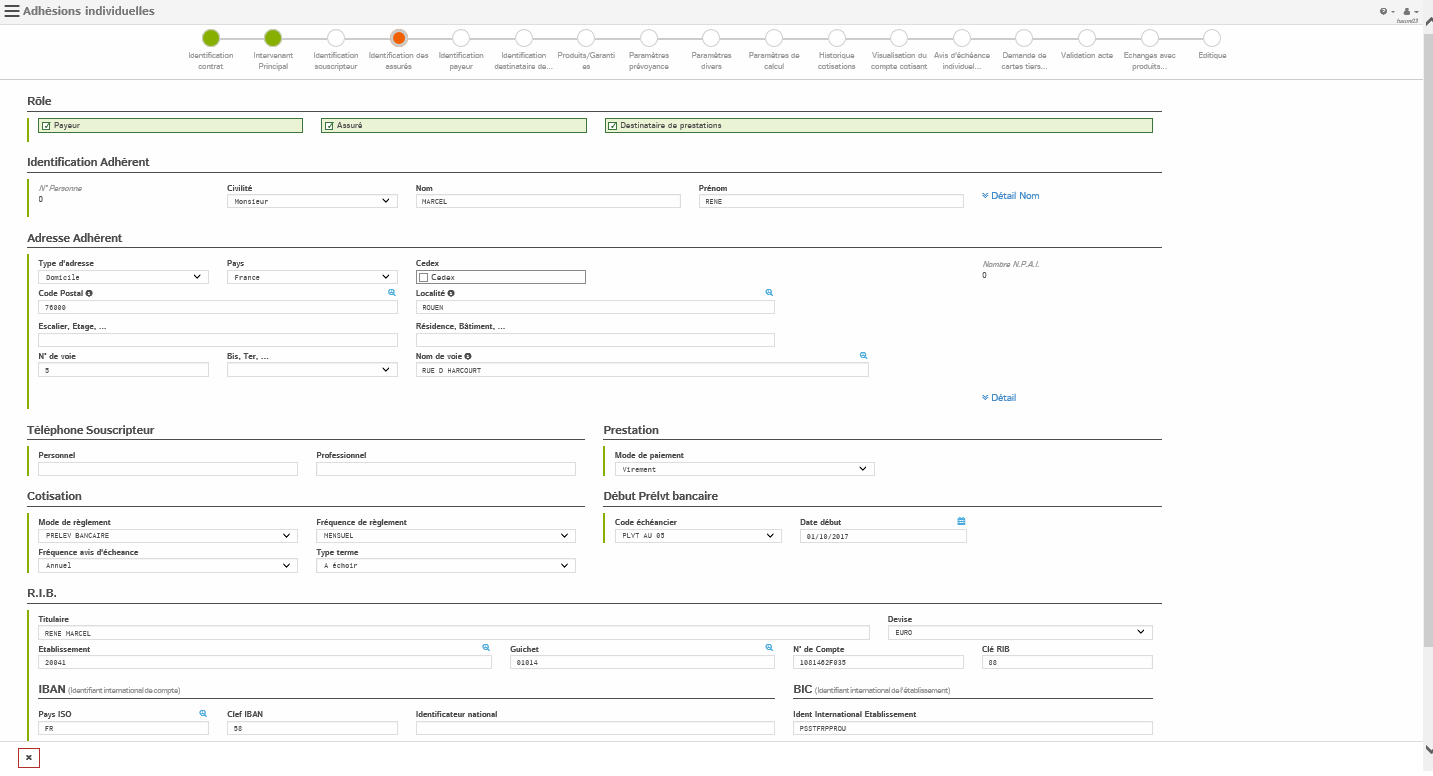 Adhésions individuelles
bacm03
Identification contrat
Intervenant Principal
Identification souscripteur
Identification des assurés
Identification payeur
Identification destinataire de...
Produits/Garanties
Paramètres prévoyance
Paramètres divers
Paramètres de calcul
Historique cotisations
Visualisation du compte cotisant
Avis d'échéance individuel...
Demande de cartes tiers...
Validation acte
Echanges avec produits...
Editique
Rôle
Payeur Assuré Destinataire de prestations
Identification Adhérent
N° Personne Civilité Nom Prénom
0 Monsieur MARCEL RENE Détail Nom
Adresse Adhérent
Type d'adresse Pays Cedex Nombre N.P.A.I.
Domicile France Cedex 0
Code Postal Localité
76000 ROUEN
Escalier, Etage, ... Résidence, Bâtiment, ...
N° de voie Bis, Ter, ... Nom de voie
5 RUE D HARCOURT
Détail
Téléphone Souscripteur Prestation
Personnel Professionnel Mode de paiement
Virement
Cotisation Début Prélvt bancaire
Mode de règlement Fréquence de règlement Code échéancier Date début
PRELEV BANCAIRE MENSUEL PLVT AU 05 01/10/2017
Fréquence avis d'écheance Type terme
Annuel A échoir
R.I.B.
Titulaire Devise
RENE MARCEL EURO
Etablissement Guichet N° de Compte Clé RIB
20041 01014 1081462F035 88
IBAN (Identifiant international de compte) BIC (Identifiant international de l'établissement)
Pays ISO Clef IBAN Identificateur national Ident International Etablissement
FR 58 PSSTFRPPROU